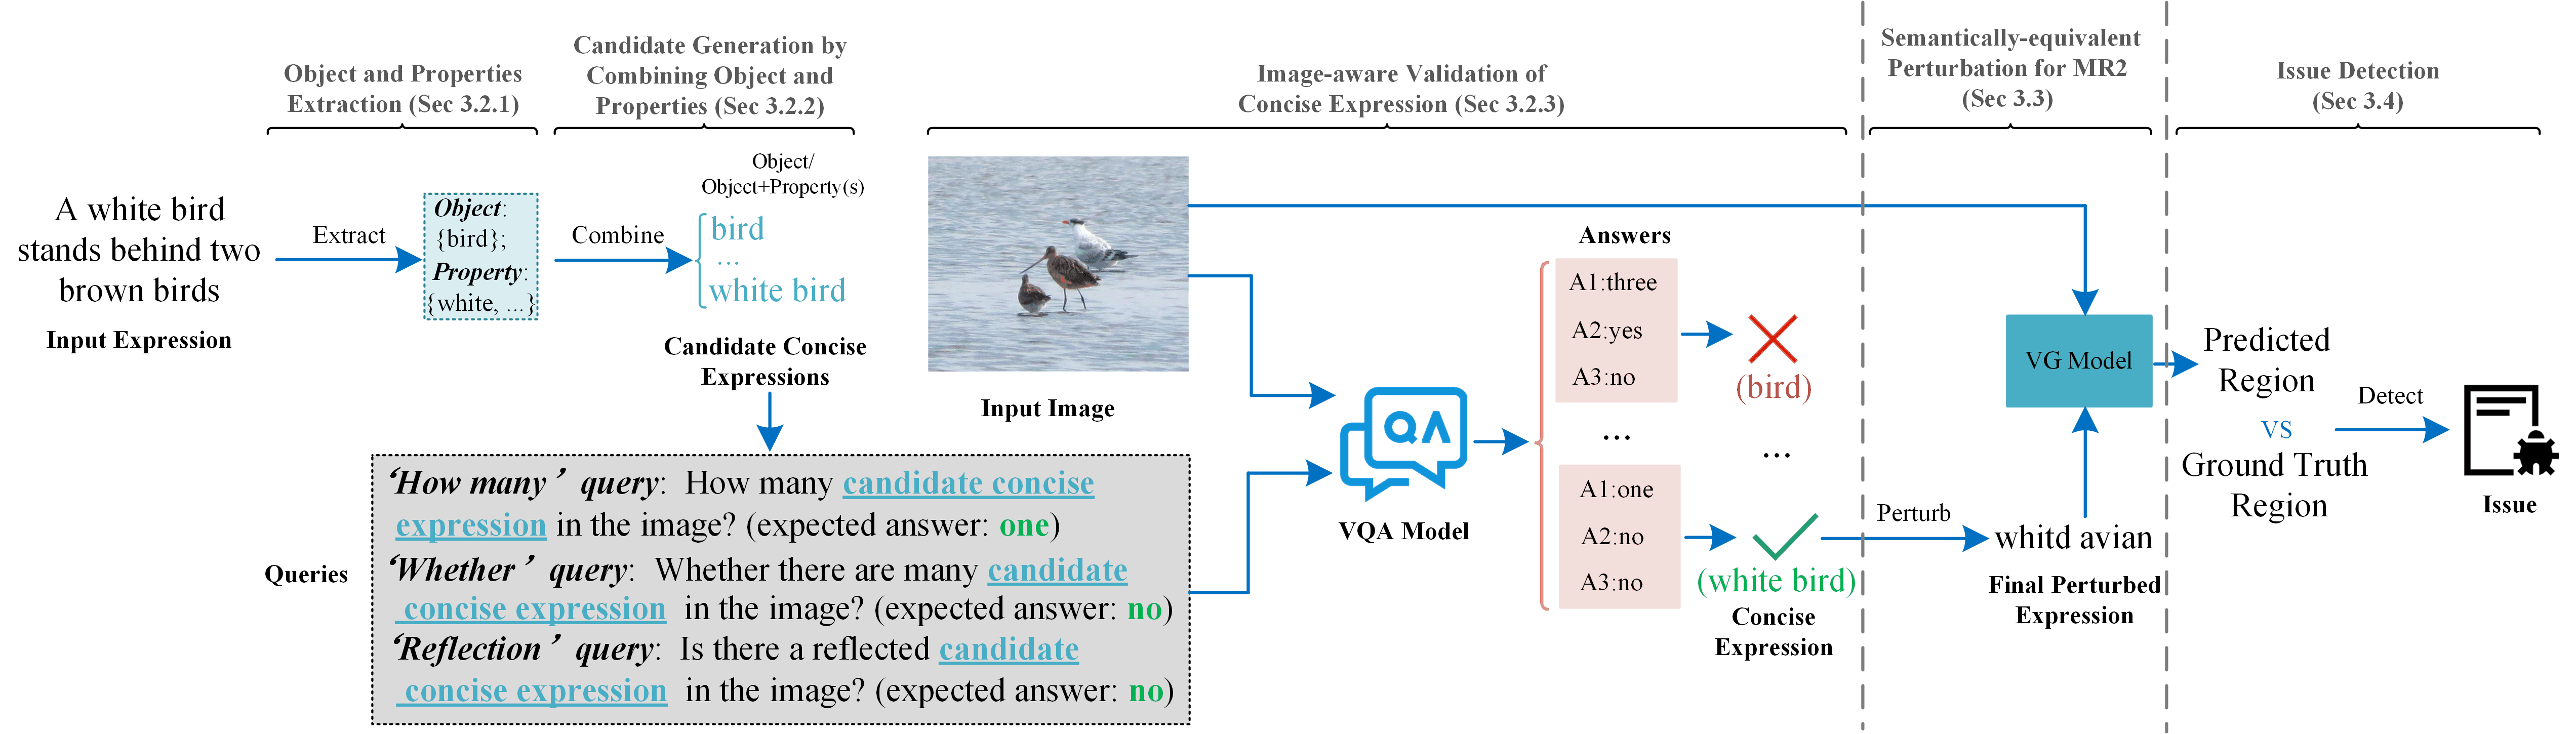 Object and Properties
Extraction (Sec 3.2.1)
Candidate Generation by
Combining Object and
Properties (Sec 3.2.2)
Image-aware Validation of
Concise Expression (Sec 3.2.3)
Semantically-equivalent
Perturbation for MR2
(Sec 3.3)
Issue Detection
(Sec 3.4)
A white bird
stands behind two
brown birds
Input Expression
Extract
Object:
{bird};
Property:
{white, ...}
Combine
Object/
Object+Property(s)
bird
...
white bird
Candidate Concise
Expressions
Queries
‘How many’ query: How many candidate concise
expression in the image? (expected answer: one)
‘Whether’ query: Whether there are many candidate
concise expression in the image? (expected answer: no)
‘Reflection’ query: Is there a reflected candidate
concise expression in the image? (expected answer: no)
Input Image
QA
VQA Model
Answers
A1:three
A2:yes
A3:no
(bird)
...
...
A1:one
A2:no
A3:no
(white bird)
Concise
Expression
Perturb
whitd avian
Final Perturbed
Expression
VG Model
Predicted
Region
VS
Ground Truth
Region
Detect
Issue